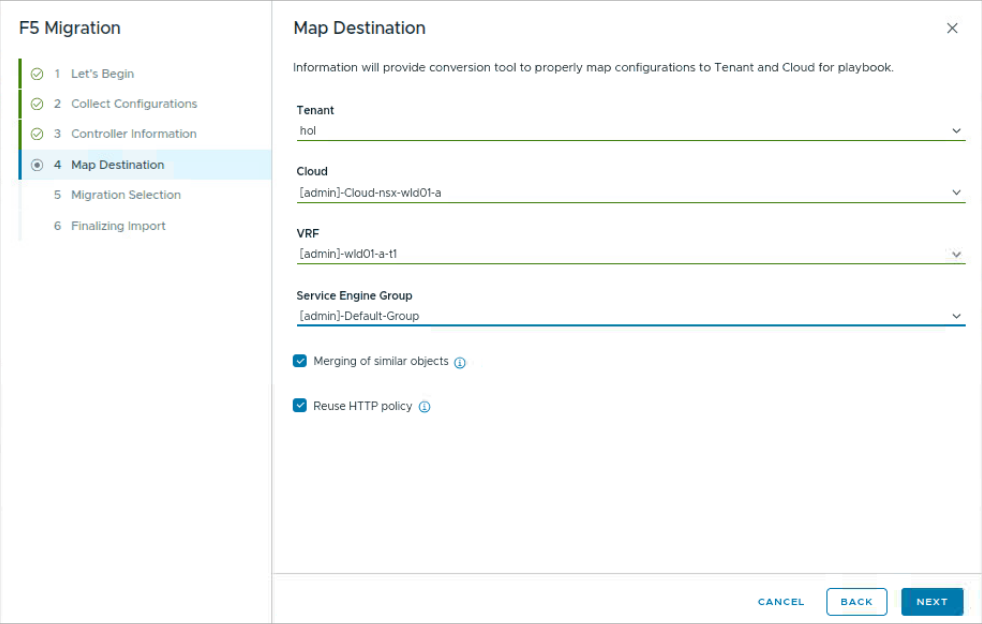 F5 Migration
1 Let's Begin
2 Collect Configurations
3 Controller Information
4 Map Destination
5 Migration Selection
6 Finalizing Import
Map Destination
Information will provide conversion tool to properly map configurations to Tenant and Cloud for playbook.
Tenant
hol
Cloud
[admin]-Cloud-nsx-wld01-a
VRF
[admin]-wld01-a-t1
Service Engine Group
[admin]-Default-Group
Merging of similar objects
Reuse HTTP policy
CANCEL BACK NEXT